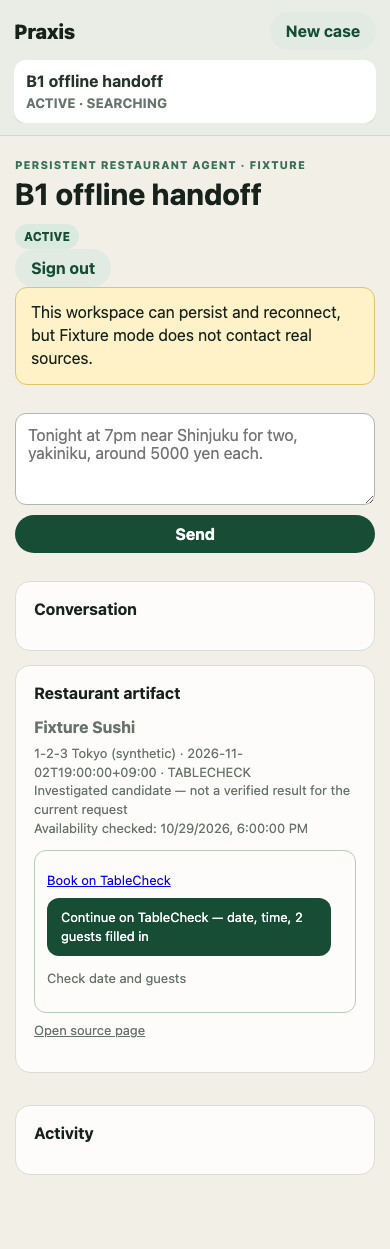 Praxis
New case
B1 offline handoff
ACTIVE · SEARCHING
PERSISTENT RESTAURANT AGENT · FIXTURE
B1 offline handoff
ACTIVE
Sign out
This workspace can persist and reconnect,
but Fixture mode does not contact real
sources.
Tonight at 7pm near Shinjuku for two,
yakiniku, around 5000 yen each.
Send
Conversation
Restaurant artifact
Fixture Sushi
1-2-3 Tokyo (synthetic) · 2026-11-
02T19:00:00+09:00 · TABLECHECK
Investigated candidate — not a verified result for the
current request
Availability checked: 10/29/2026, 6:00:00 PM
Book on TableCheck
Continue on TableCheck — date, time, 2
guests filled in
Check date and guests
Open source page
Activity